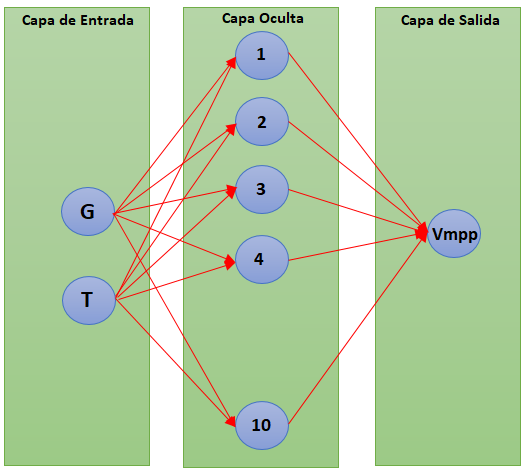 Capa de Entrada
Capa Oculta
Capa de Salida
1
2
3
4
10
G
T
Vmpp